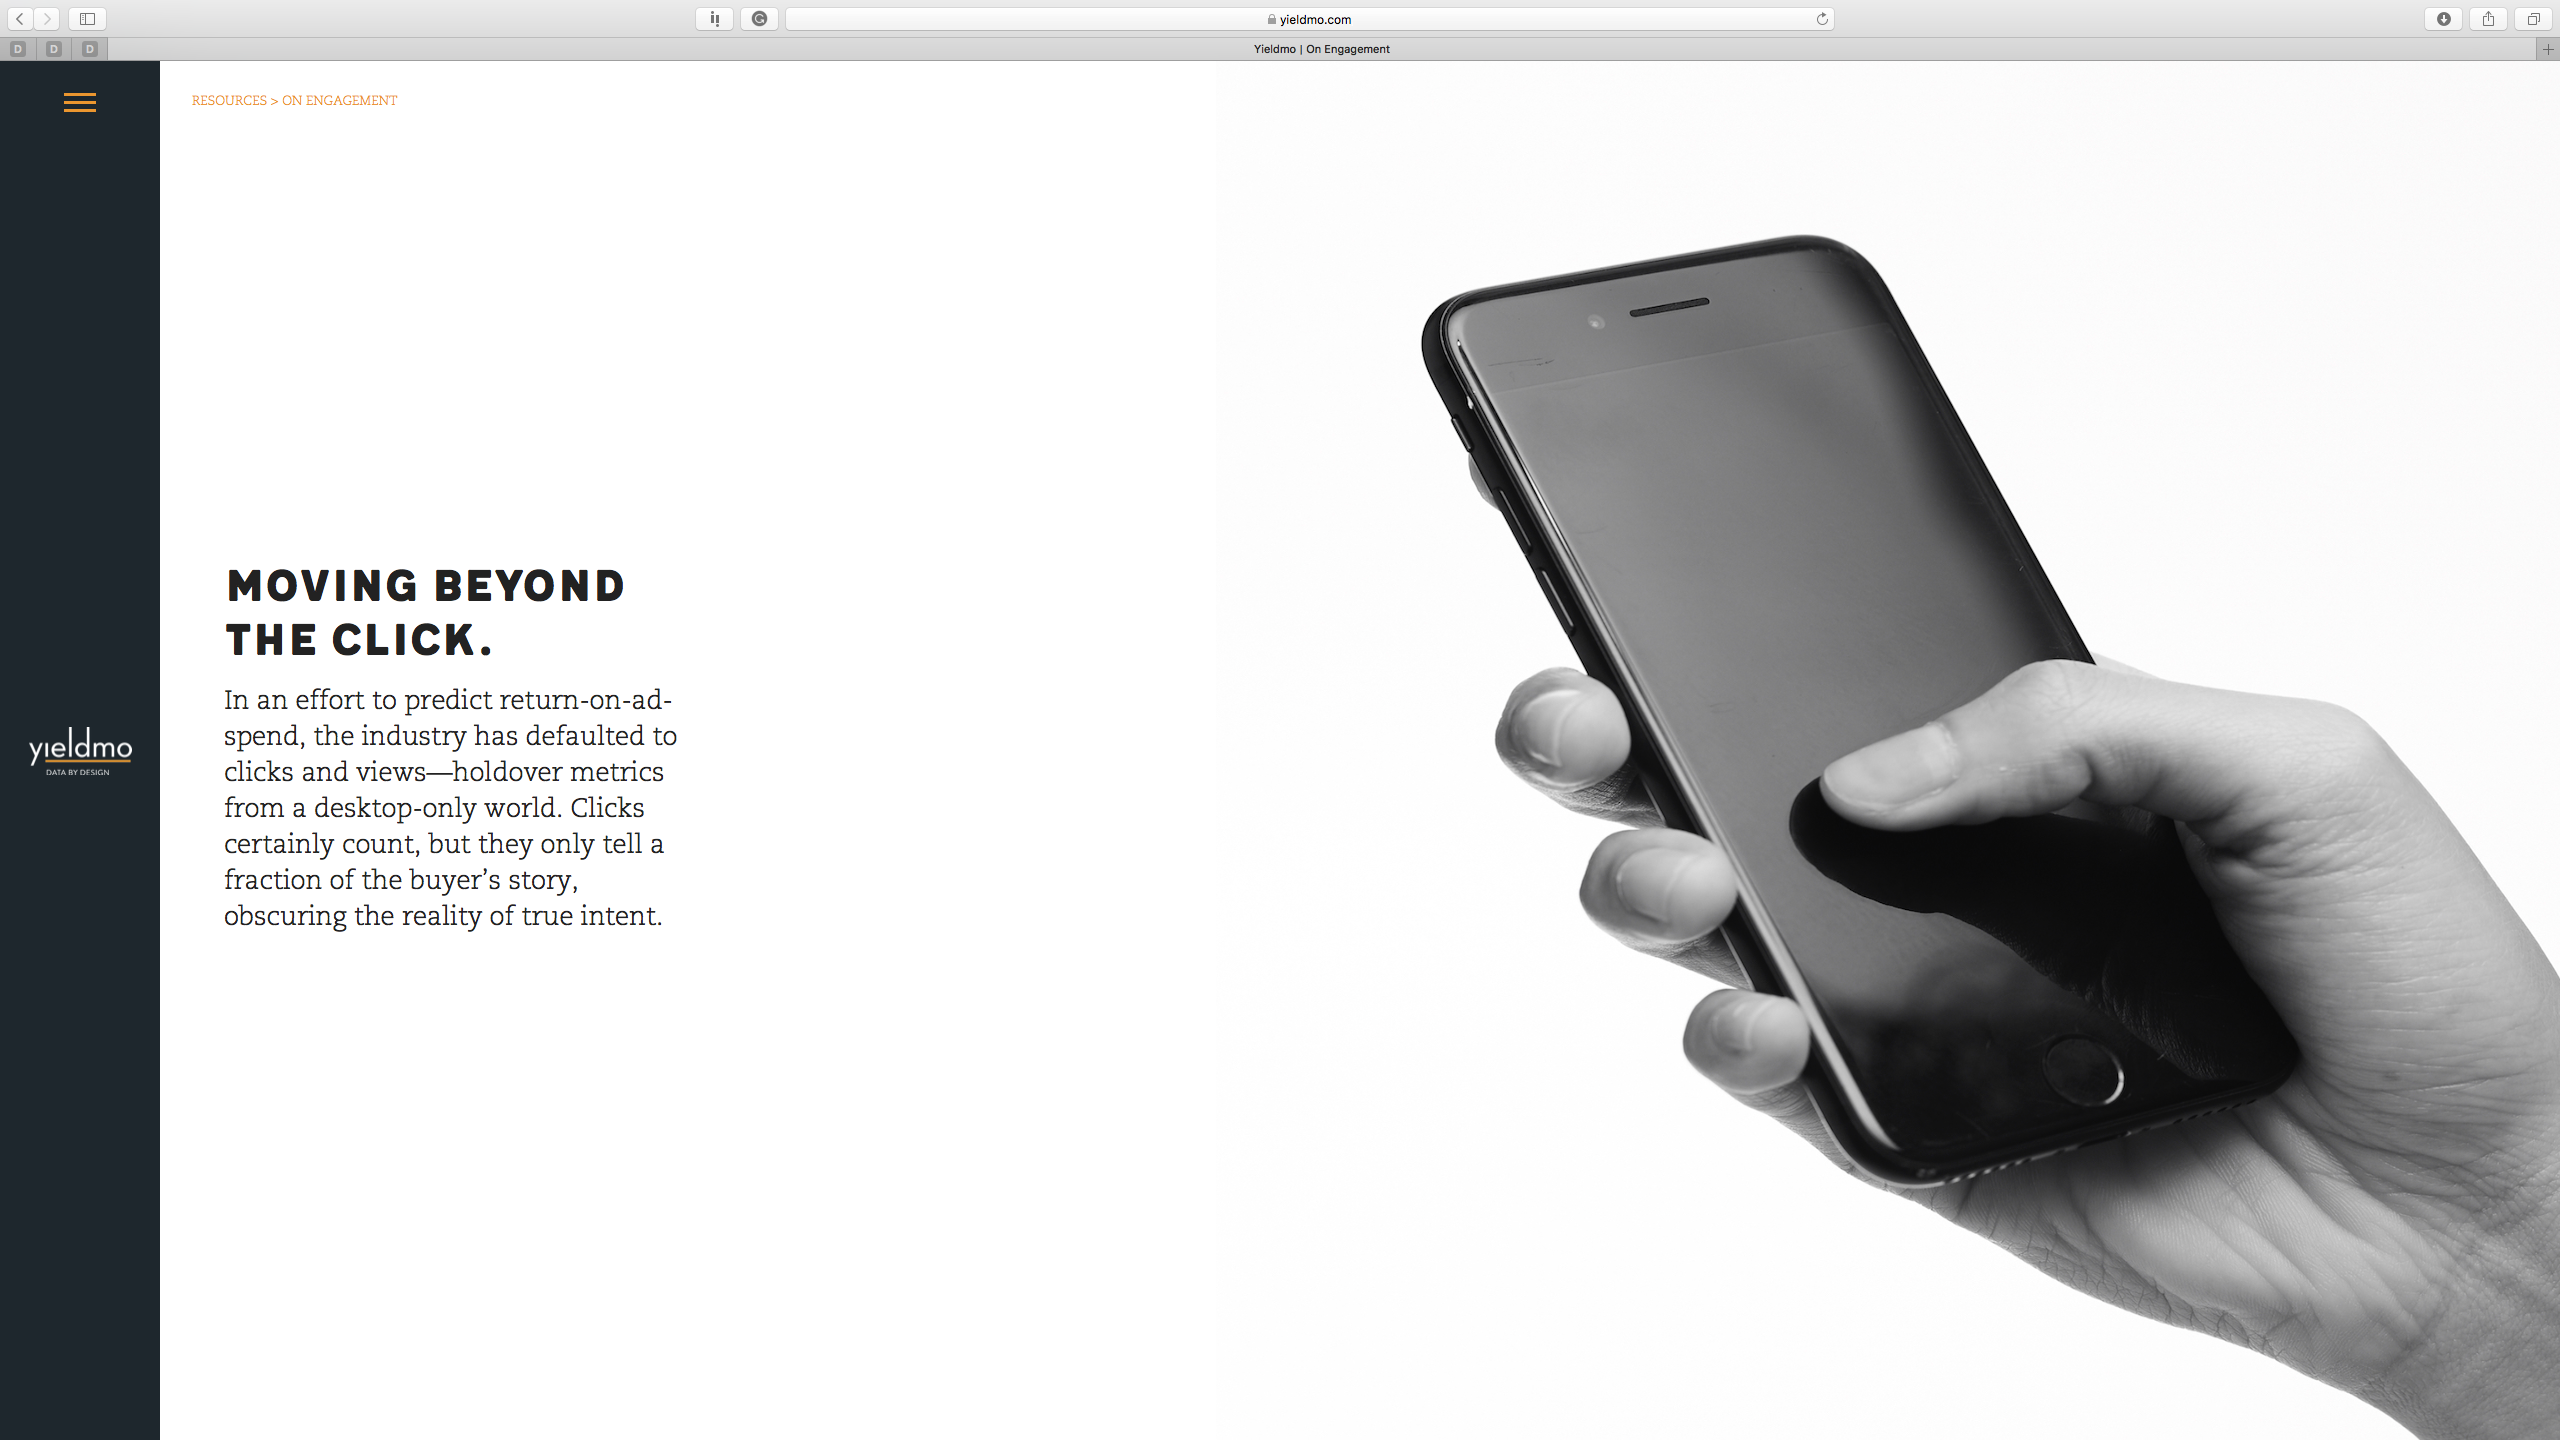 yieldmo.com
D D D
Yieldmo | On Engagement
RESOURCES > ON ENGAGEMENT
MOVING BEYOND
THE CLICK.
In an effort to predict return-on-ad-
spend, the industry has defaulted to
clicks and views—holdover metrics
from a desktop-only world. Clicks
certainly count, but they only tell a
fraction of the buyer’s story,
obscuring the reality of true intent.
yieldmo
DATA BY DESIGN